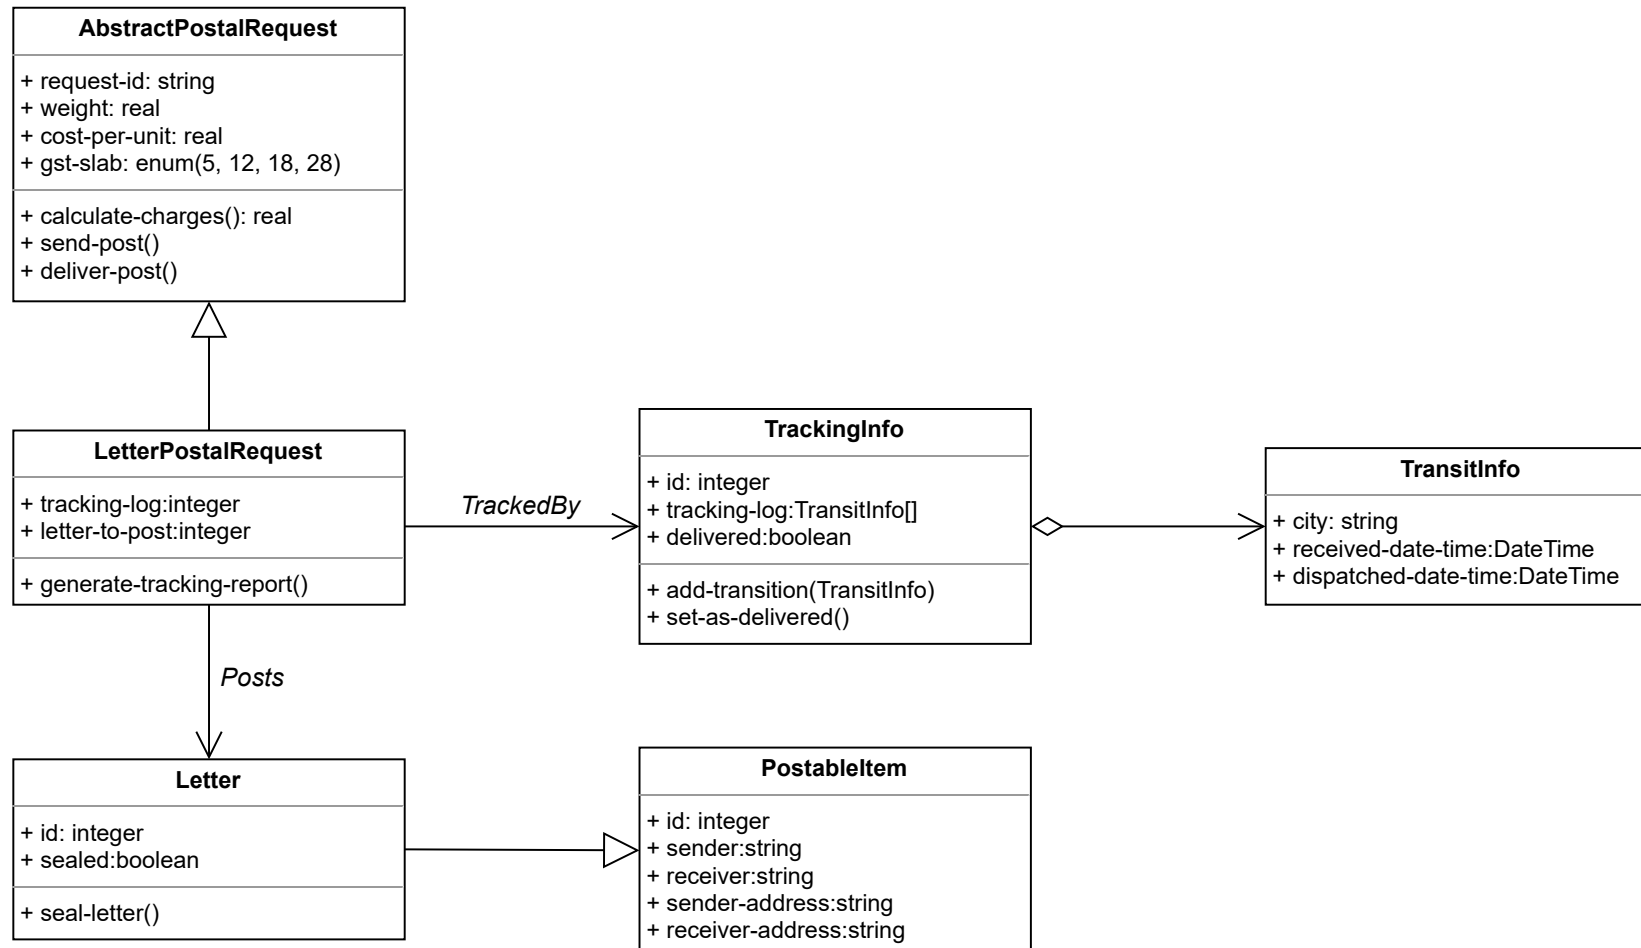 AbstractPostalRequest
+ request-id: string
+ weight: real
+ cost-per-unit: real
+ gst-slab: enum(5, 12, 18, 28)
+ calculate-charges(): real
+ send-post()
+ deliver-post()
LetterPostalRequest
+ tracking-log:integer
+ letter-to-post:integer
+ generate-tracking-report()
TrackedBy
TrackingInfo
+ id: integer
+ tracking-log:TransitInfo[]
+ delivered:boolean
+ add-transition(TransitInfo)
+ set-as-delivered()
TransitInfo
+ city: string
+ received-date-time:DateTime
+ dispatched-date-time:DateTime
Posts
Letter
+ id: integer
+ sealed:boolean
+ seal-letter()
PostableItem
+ id: integer
+ sender:string
+ receiver:string
+ sender-address:string
+ receiver-address:string